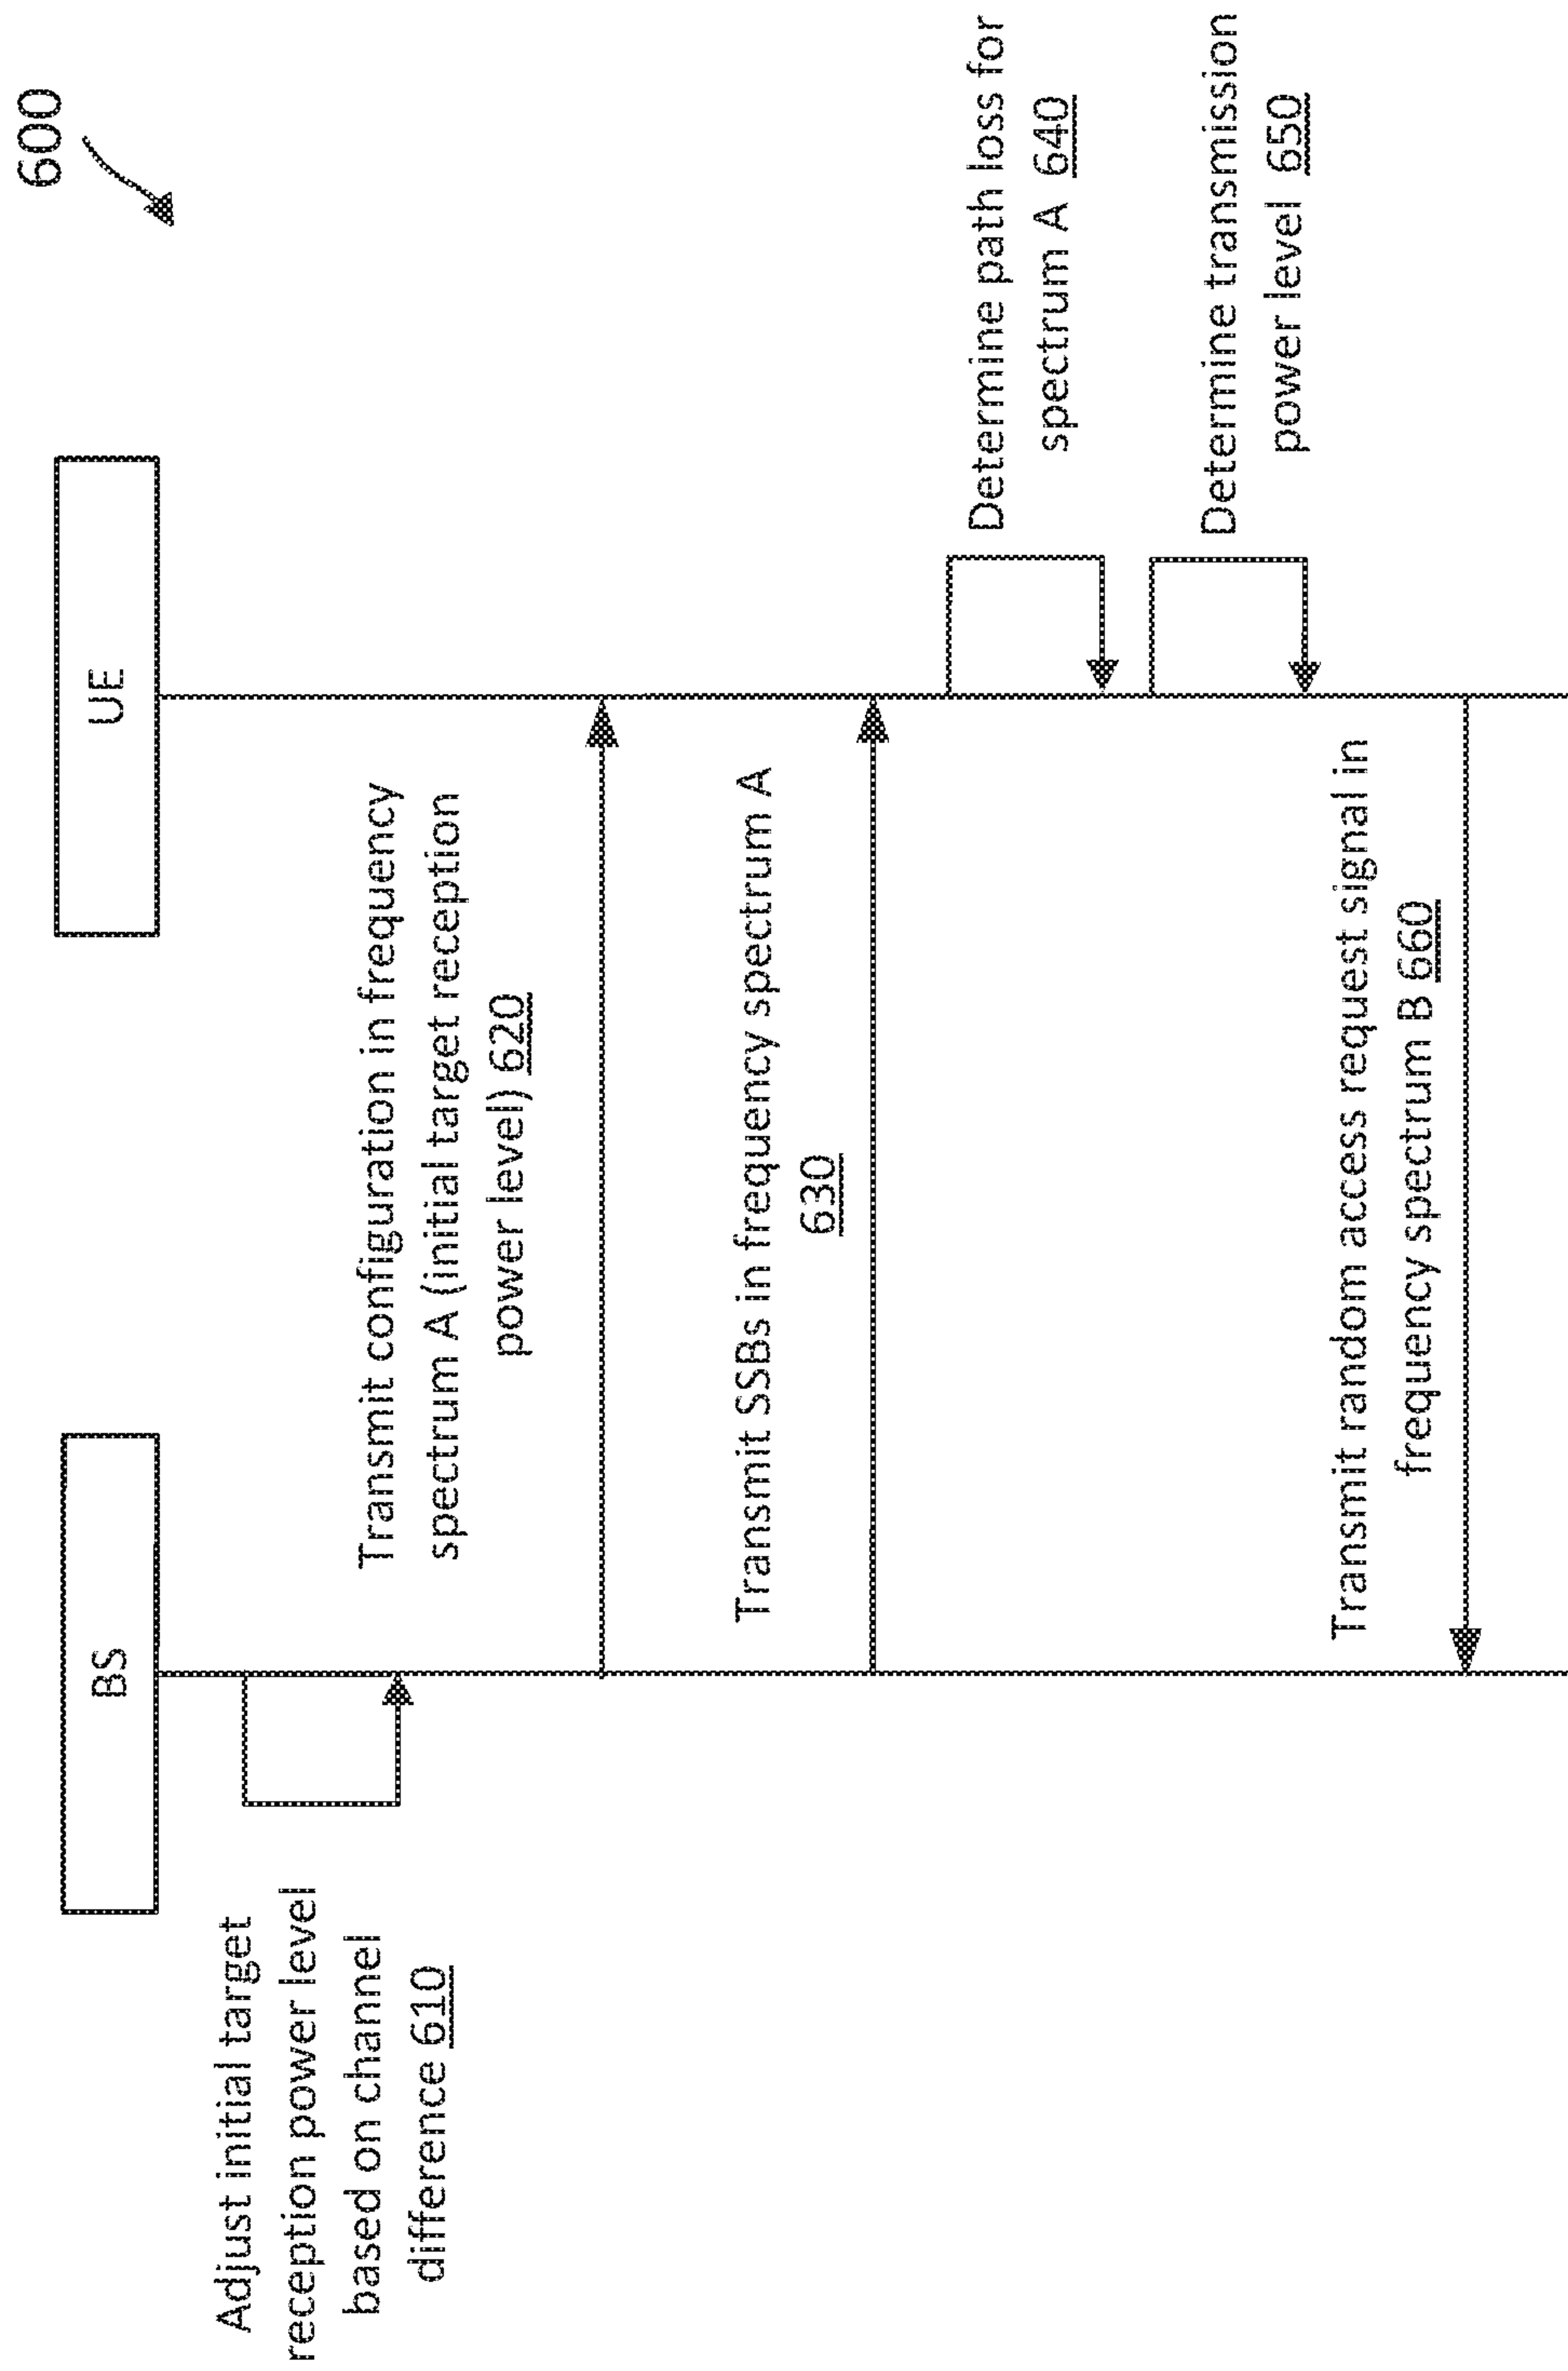 600
BS
UE
Adjust initial target
reception power level
based on channel
difference 610
Transmit configuration in frequency
spectrum A (initial target reception
power level) 620
Transmit SSBs in frequency spectrum A
630
Determine path loss for
spectrum A 640
Determine transmission
power level 650
Transmit random access request signal in
frequency spectrum B 660